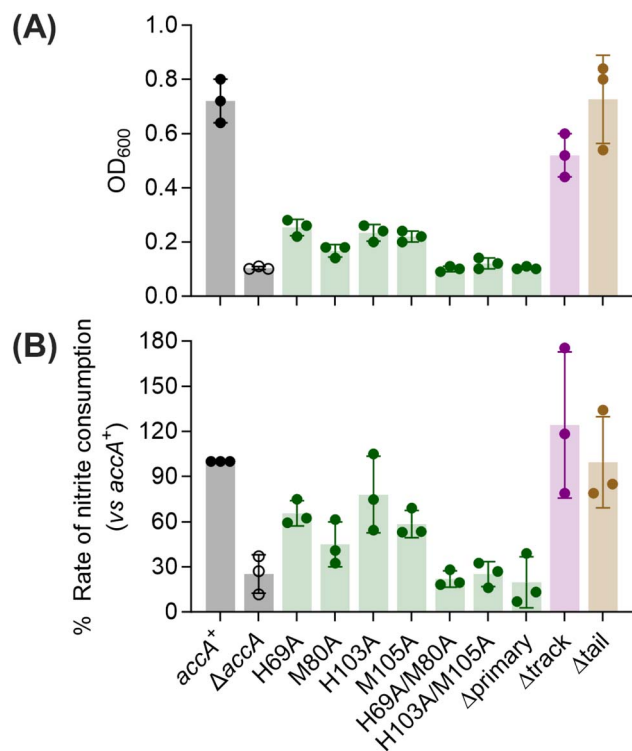 (A)
OD600
1.0
0.8
0.6
0.4
0.2
0.0
(B)
% Rate of nitrite consumption
(vs accA+)
180
150
120
90
60
30
0
accA+
ΔaccA
H69A
M80A
H103A
M105A
H69A/M80A
H103A/M105A
Δprimary
Δtrack
Δtail